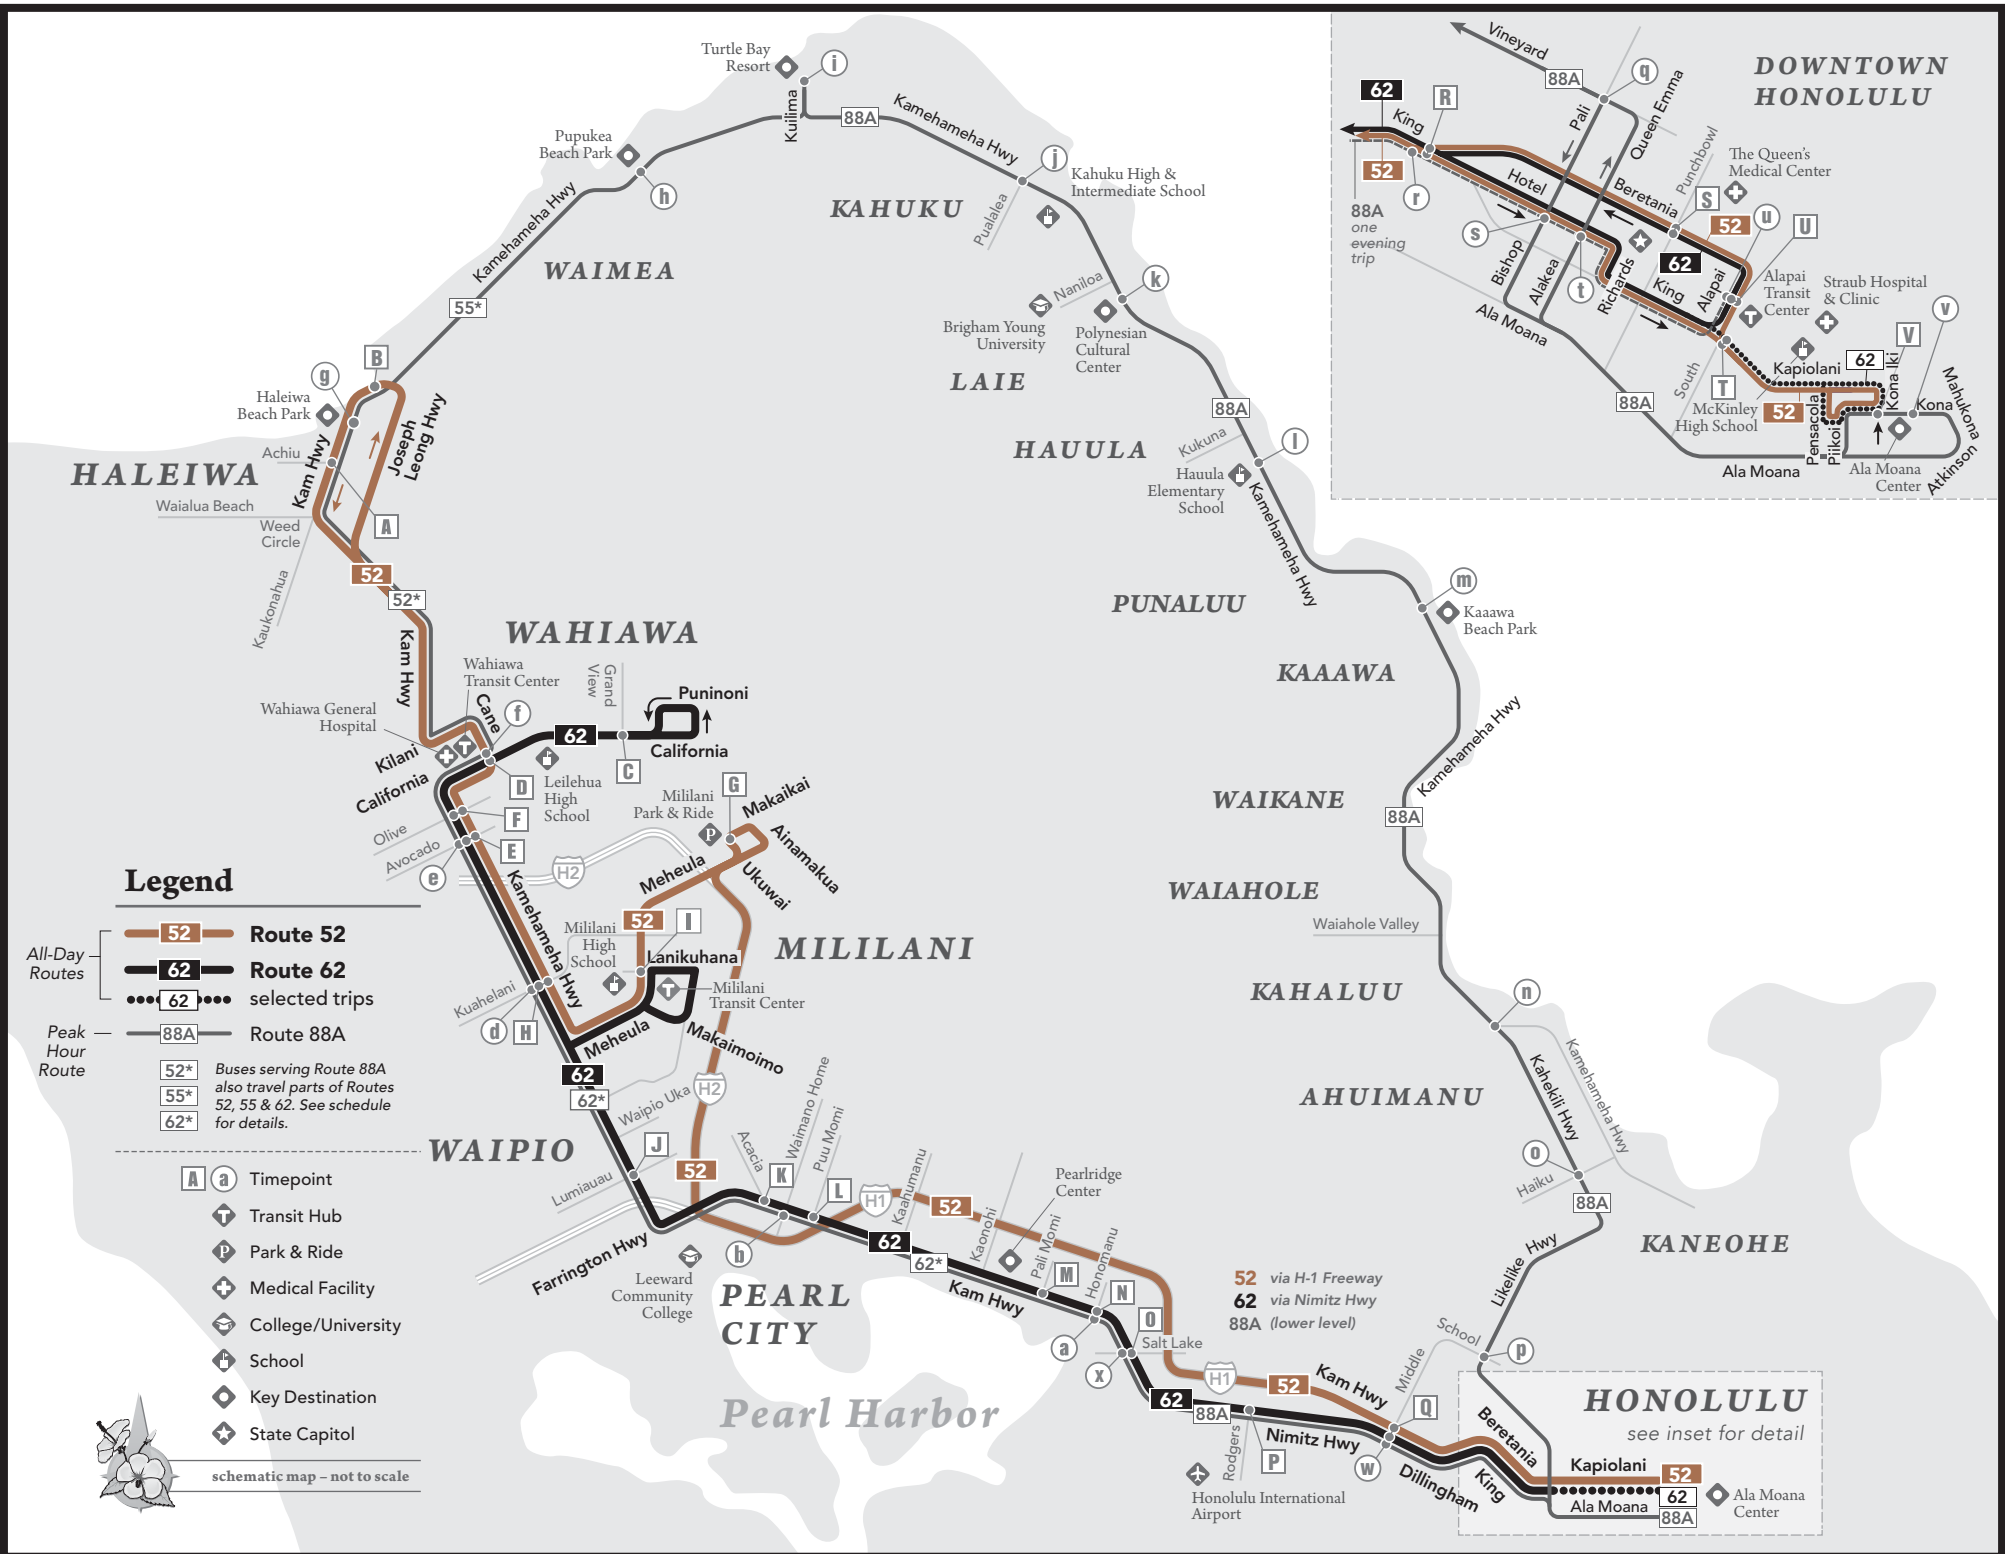 Turtle Bay
Resort
i
Kuilima
88A
Kamehameha Hwy
Pupukea
Beach Park
h
Kamehameha Hwy
j
Kahuku High &
Intermediate School
Pualalea
KAHUKU
WAIMEA
55*
k
Naniloa
Brigham Young
University
Polynesian
Cultural
Center
LAIE
88A
HAUULA
Kukuna
l
Hauula
Elementary
School
Kamehameha Hwy
PUNALUU
m
Kaaawa
Beach Park
KAAAWA
Kamehameha Hwy
WAIKANE
88A
WAIAHOLE
Waiahole Valley
KAHALUU
n
Kamehameha Hwy
Kahekili Hwy
AHUIMANU
o
Haiku
88A
KANEOHE
Likelike Hwy
School
p
Vineyard
88A
q
DOWNTOWN
HONOLULU
62
King
R
Pali
Queen Emma
52
r
Hotel
Punchbowl
The Queen's
Medical Center
Beretania
S
52
u
U
88A
one
evening
trip
s
Bishop
Alakea
t
Richards
62
King
Alapai
Alapai
Transit
Center
Straub Hospital
& Clinic
v
Ala Moana
V
South
T
Kapiolani
62
Kona Iki
Mahukona
88A
McKinley
High School
52
Pensacola
Piikoi
Kona
Ala Moana
Ala Moana
Center
Atkinson
B
g
Haleiwa
Beach Park
HALEIWA
Achiu
Kam Hwy
Joseph
Leong Hwy
Waialua Beach
Weed
Circle
A
52
52*
Kaukonahua
Kam Hwy
WAHIAWA
Wahiawa
Transit Center
Grand
View
Puninoni
Cane
f
62
California
C
Wahiawa General
Hospital
Kilani
California
D
Leilehua
High
School
F
Olive
E
Avocado
e
H2
Kamehameha Hwy
Mililani
Park & Ride
G
Makaikai
Ainamakua
Meheula
Ukuwai
52
I
Mililani
High
School
Lanikuhana
MILILANI
Mililani
Transit Center
Kuahelani
d
H
Meheula
Makaimoimo
62
62*
H2
Waipio Uka
WAIPIO
J
Lumiauau
52
Acacia
Waimano Home
Puu Momi
K
L
H1
Kaahumanu
52
Pearlridge
Center
Kaonohi
Pali Momi
Honomanu
b
62
62*
Farrington Hwy
Leeward
Community
College
PEARL
CITY
Kam Hwy
M
N
O
a
x
Salt Lake
52 via H-1 Freeway
62 via Nimitz Hwy
88A (lower level)
Pearl Harbor
H1
52
Kam Hwy
Middle
62
88A
Q
Rodgers
Nimitz Hwy
P
w
Honolulu International
Airport
Dillingham
King
Beretania
HONOLULU
see inset for detail
Kapiolani
52
62
Ala Moana
88A
Ala Moana
Center
Legend
All-Day
Routes
52 Route 52
62 Route 62
62 selected trips
Peak
Hour
Route
88A Route 88A
52*
55*
62*
Buses serving Route 88A
also travel parts of Routes
52, 55 & 62. See schedule
for details.
A a Timepoint
T Transit Hub
P Park & Ride
Medical Facility
College/University
School
Key Destination
State Capitol
schematic map – not to scale